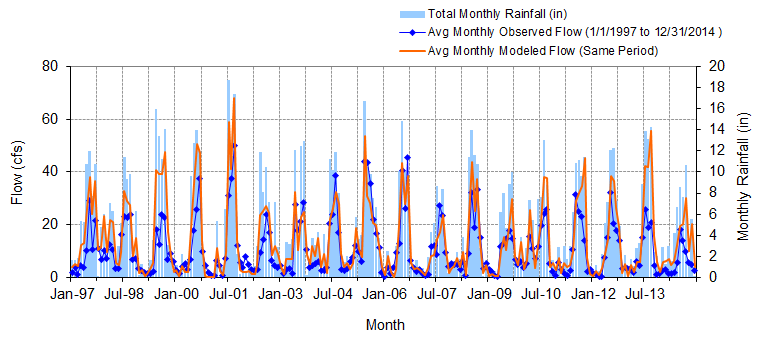 Total Monthly Rainfall (in)
Avg Monthly Observed Flow (1/1/1997 to 12/31/2014 )
Avg Monthly Modeled Flow (Same Period)
80
60
40
20
0
Flow (cfs)
20
18
16
14
12
10
8
6
4
2
0
Monthly Rainfall (in)
Jan-97 Jan-00 Jan-03 Jan-06 Jan-09 Jan-12
Jul-98 Jul-01 Jul-04 Jul-07 Jul-10 Jul-13
Month